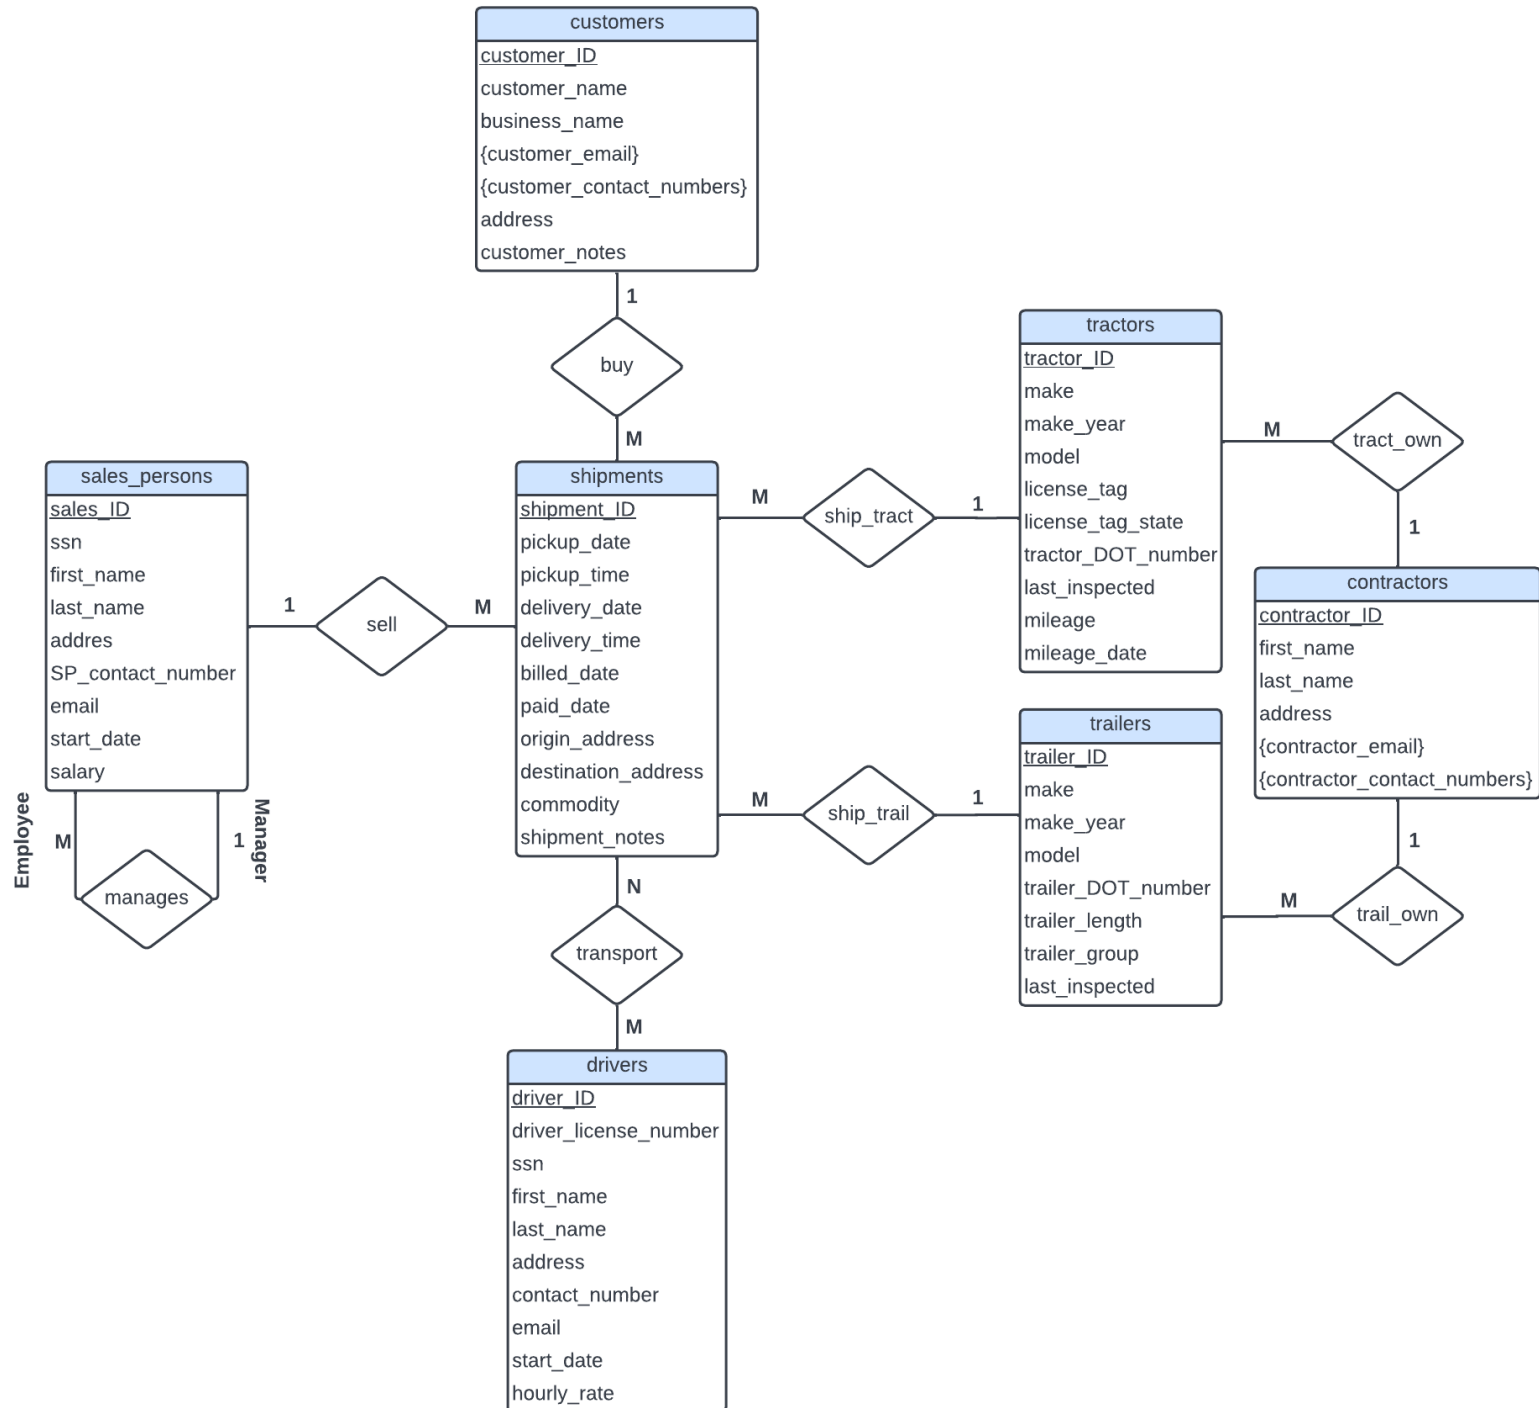 customers
customer_ID
customer_name
business_name
{customer_email}
{customer_contact_numbers}
address
customer_notes
1
buy
M
sales_persons
sales_ID
ssn
first_name
last_name
addres
SP_contact_number
email
start_date
salary
Employee
M
1
Manager
manages
1
sell
M
shipments
shipment_ID
pickup_date
pickup_time
delivery_date
delivery_time
billed_date
paid_date
origin_address
destination_address
commodity
shipment_notes
M
ship_tract
1
M
ship_trail
1
tractors
tractor_ID
make
make_year
model
license_tag
license_tag_state
tractor_DOT_number
last_inspected
mileage
mileage_date
M
tract_own
1
contractors
contractor_ID
first_name
last_name
address
{contractor_email}
{contractor_contact_numbers}
1
trail_own
M
trailers
trailer_ID
make
make_year
model
trailer_DOT_number
trailer_length
trailer_group
last_inspected
N
transport
M
drivers
driver_ID
driver_license_number
ssn
first_name
last_name
address
contact_number
email
start_date
hourly_rate